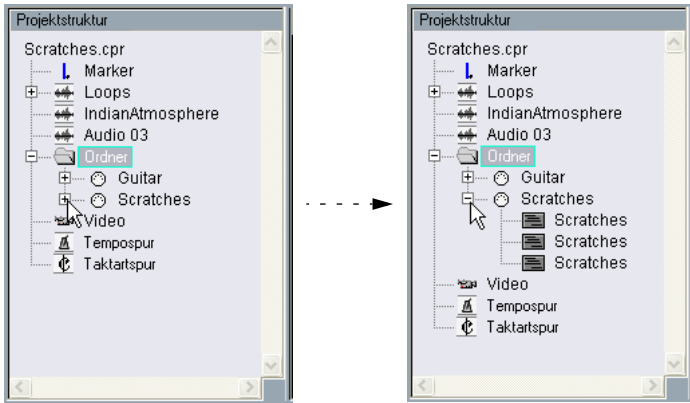 Projektstruktur
Scratches.cpr
Marker
Loops
IndianAtmosphere
Audio 03
Ordner
Guitar
Scratches
Video
Tempospur
Taktartspur
Projektstruktur
Scratches.cpr
Marker
Loops
IndianAtmosphere
Audio 03
Ordner
Guitar
Scratches
Scratches
Scratches
Scratches
Video
Tempospur
Taktartspur